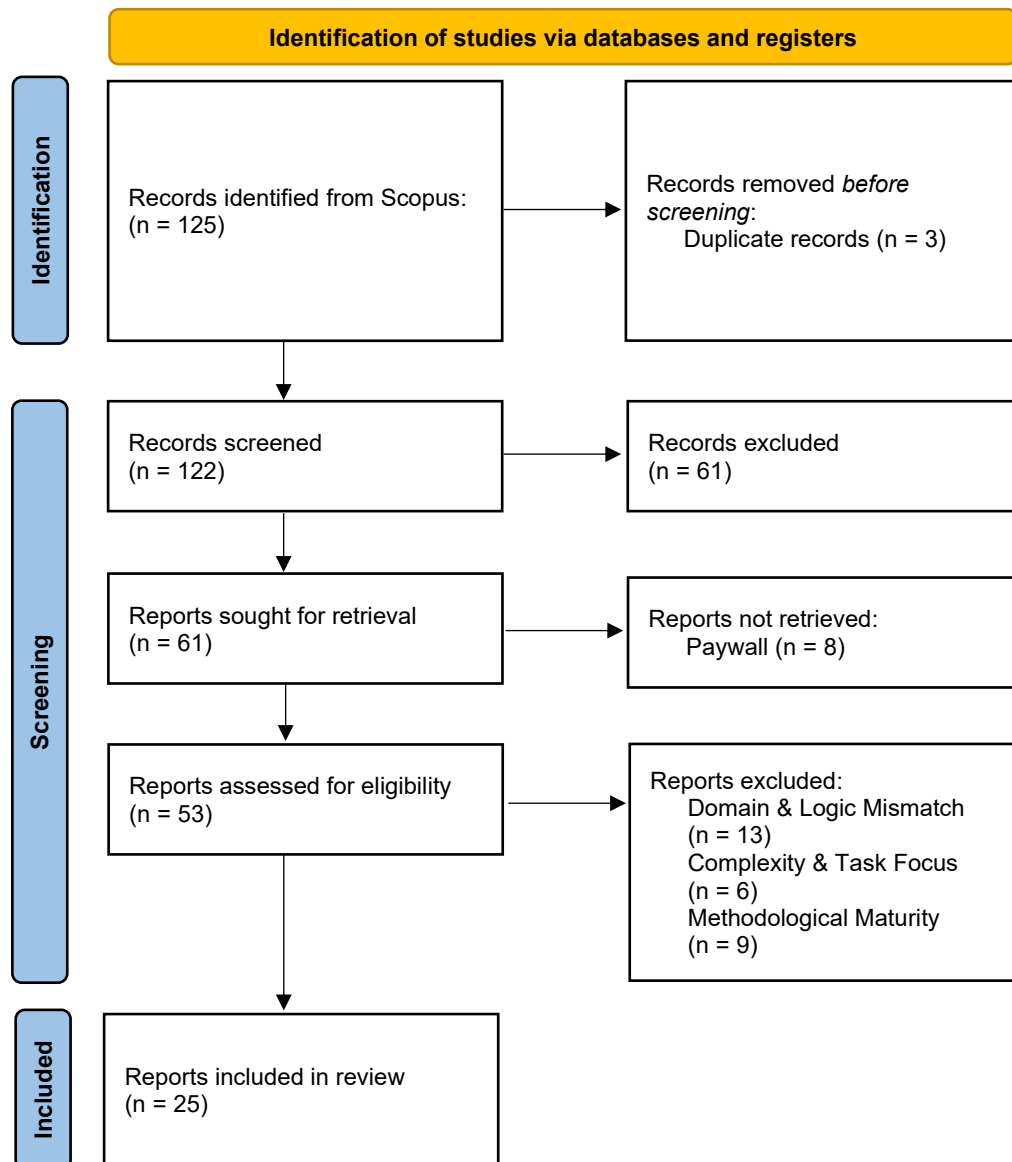 Identification of studies via databases and registers
Identification
Records identified from Scopus:
(n = 125)
Records removed before
screening:
Duplicate records (n = 3)
Screening
Records screened
(n = 122)
Records excluded
(n = 61)
Reports sought for retrieval
(n = 61)
Reports not retrieved:
Paywall (n = 8)
Reports assessed for eligibility
(n = 53)
Reports excluded:
Domain & Logic Mismatch
(n = 13)
Complexity & Task Focus
(n = 6)
Methodological Maturity
(n = 9)
Included
Reports included in review
(n = 25)